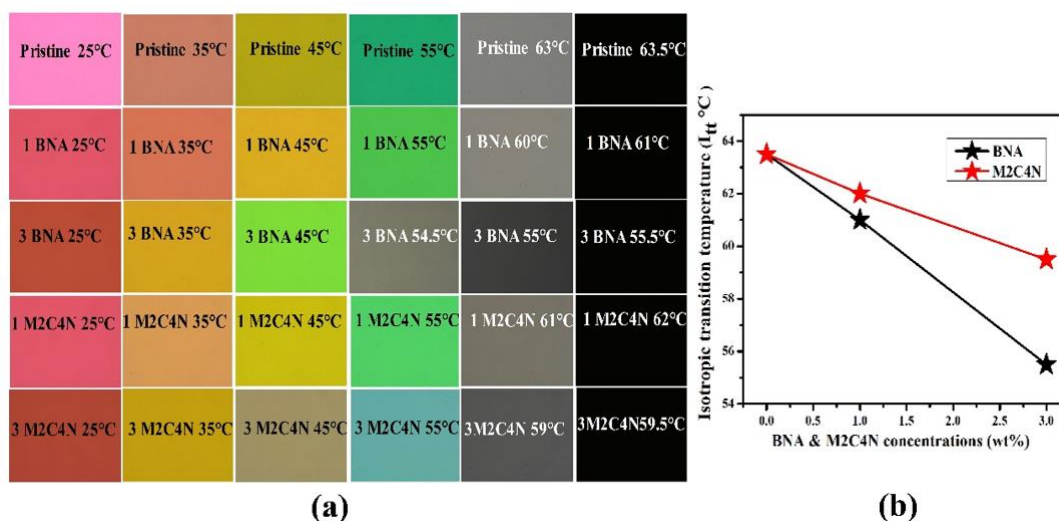 Pristine 25°C Pristine 35°C Pristine 45°C Pristine 55°C Pristine 63°C Pristine 63.5°C
1 BNA 25°C 1 BNA 35°C 1 BNA 45°C 1 BNA 55°C 1 BNA 60°C 1 BNA 61°C
3 BNA 25°C 3 BNA 35°C 3 BNA 45°C 3 BNA 54.5°C 3 BNA 55°C 3 BNA 55.5°C
1 M2C4N 25°C 1 M2C4N 35°C 1 M2C4N 45°C 1 M2C4N 55°C 1 M2C4N 61°C 1 M2C4N 62°C
3 M2C4N 25°C 3 M2C4N 35°C 3 M2C4N 45°C 3 M2C4N 55°C 3M2C4N 59°C 3M2C4N59.5°C
(a)
Isotropic transition temperature (Itt °C)
64
62
60
58
56
54
BNA
M2C4N
0.0 0.5 1.0 1.5 2.0 2.5 3.0
BNA & M2C4N concentrations (wt%)
(b)